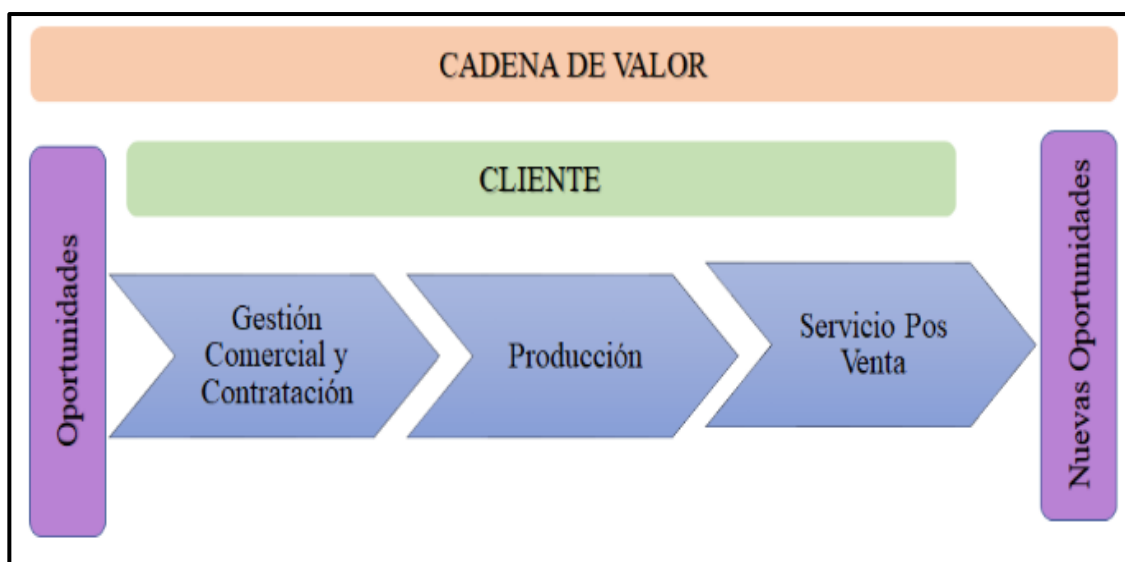 CADENA DE VALOR
CLIENTE
Oportunidades
Gestión
Comercial y
Contratación
Producción
Servicio Pos
Venta
Nuevas Oportunidades